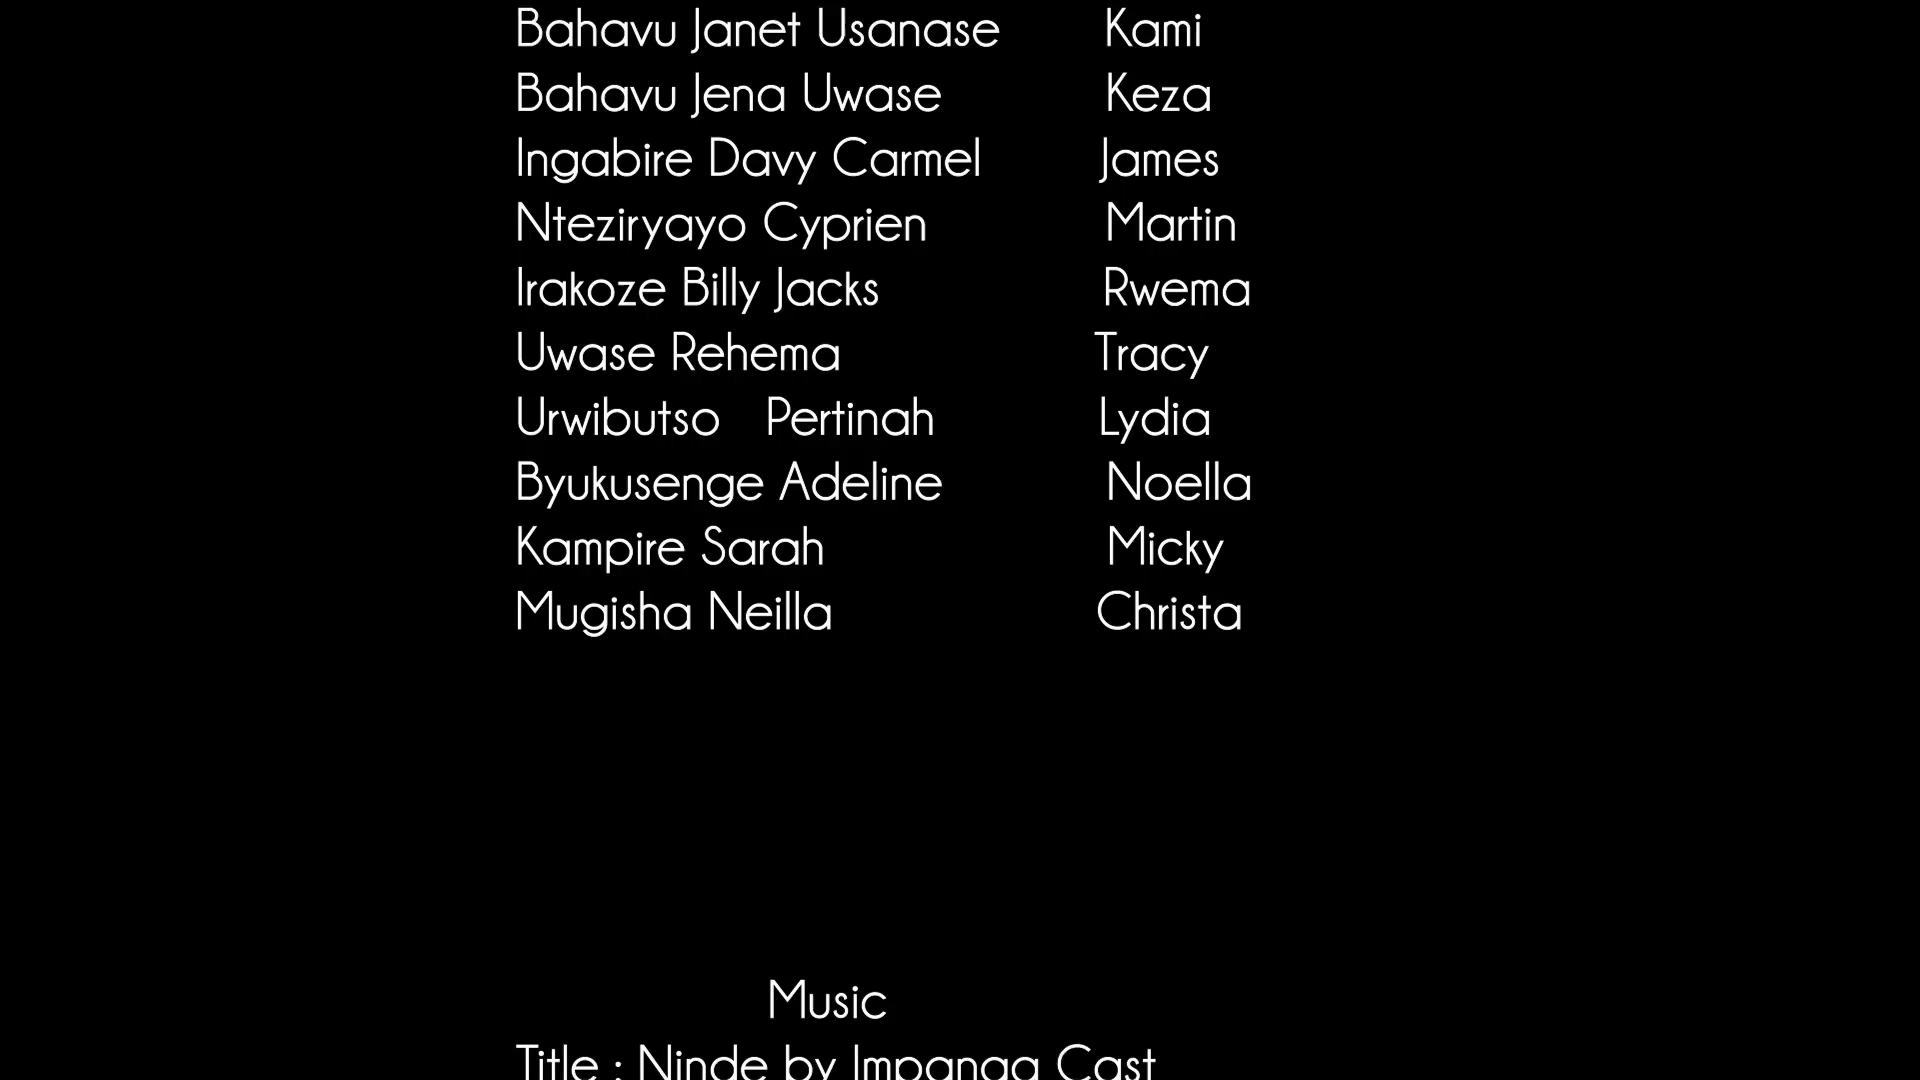 Bahavu Janet Usanase Kami
Bahavu Jena Uwase Keza
Ingabire Davy Carmel James
Nteziryayo Cyprien Martin
Irakoze Billy Jacks Rwema
Uwase Rehema Tracy
Urwibutso Pertinah Lydia
Byukusenge Adeline Noella
Kampire Sarah Micky
Mugisha Neilla Christa
Music
Title : Ninde by Impanga Cast